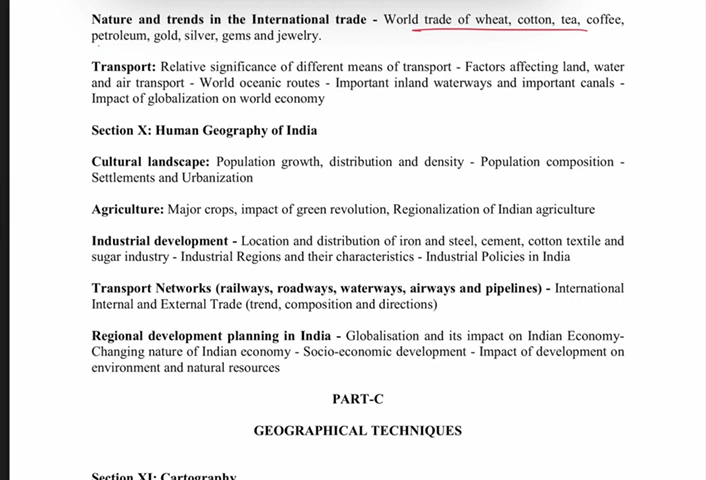 Nature and trends in the International trade - World trade of wheat, cotton, tea, coffee,
petroleum, gold, silver, gems and jewelry.
Transport: Relative significance of different means of transport - Factors affecting land, water
and air transport - World oceanic routes - Important inland waterways and important canals -
Impact of globalization on world economy
Section X: Human Geography of India
Cultural landscape: Population growth, distribution and density - Population composition -
Settlements and Urbanization
Agriculture: Major crops, impact of green revolution, Regionalization of Indian agriculture
Industrial development - Location and distribution of iron and steel, cement, cotton textile and
sugar industry - Industrial Regions and their characteristics - Industrial Policies in India
Transport Networks (railways, roadways, waterways, airways and pipelines) - International
Internal and External Trade (trend, composition and directions)
Regional development planning in India - Globalisation and its impact on Indian Economy-
Changing nature of Indian economy - Socio-economic development - Impact of development on
environment and natural resources
PART-C
GEOGRAPHICAL TECHNIQUES
Section XI: Cartography